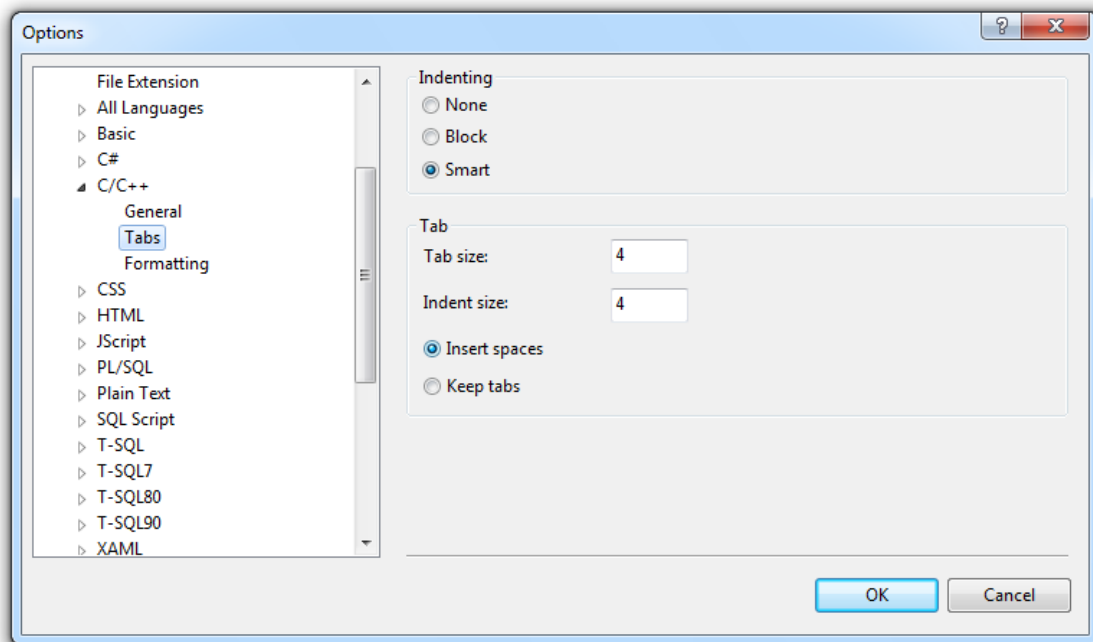 Options
File Extension
All Languages
Basic
C#
C/C++
General
Tabs
Formatting
CSS
HTML
JScript
PL/SQL
Plain Text
SQL Script
T-SQL
T-SQL7
T-SQL80
T-SQL90
XAML
Indenting
None
Block
Smart
Tab
Tab size: 4
Indent size: 4
Insert spaces
Keep tabs
OK Cancel